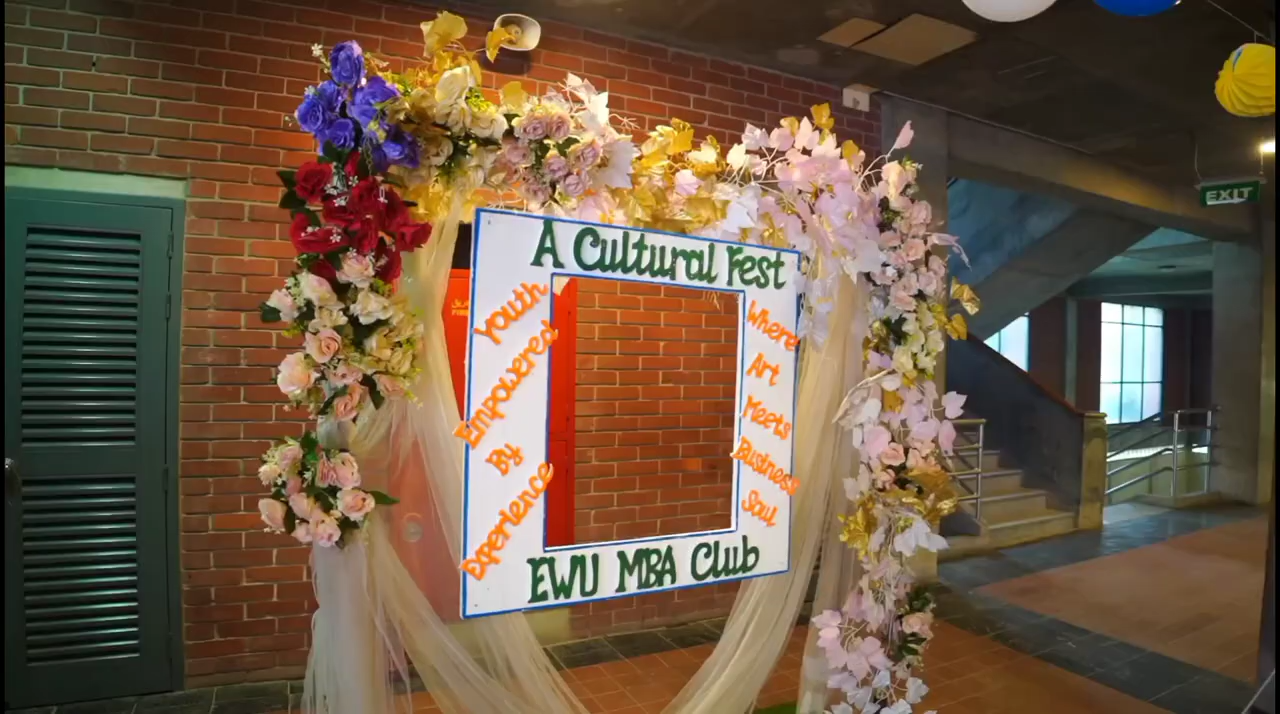 A Cultural Fest
Youth
Empowered
By
Experience
Where
Art
Meets
Business
Soul
EWU MBA Club
EXIT